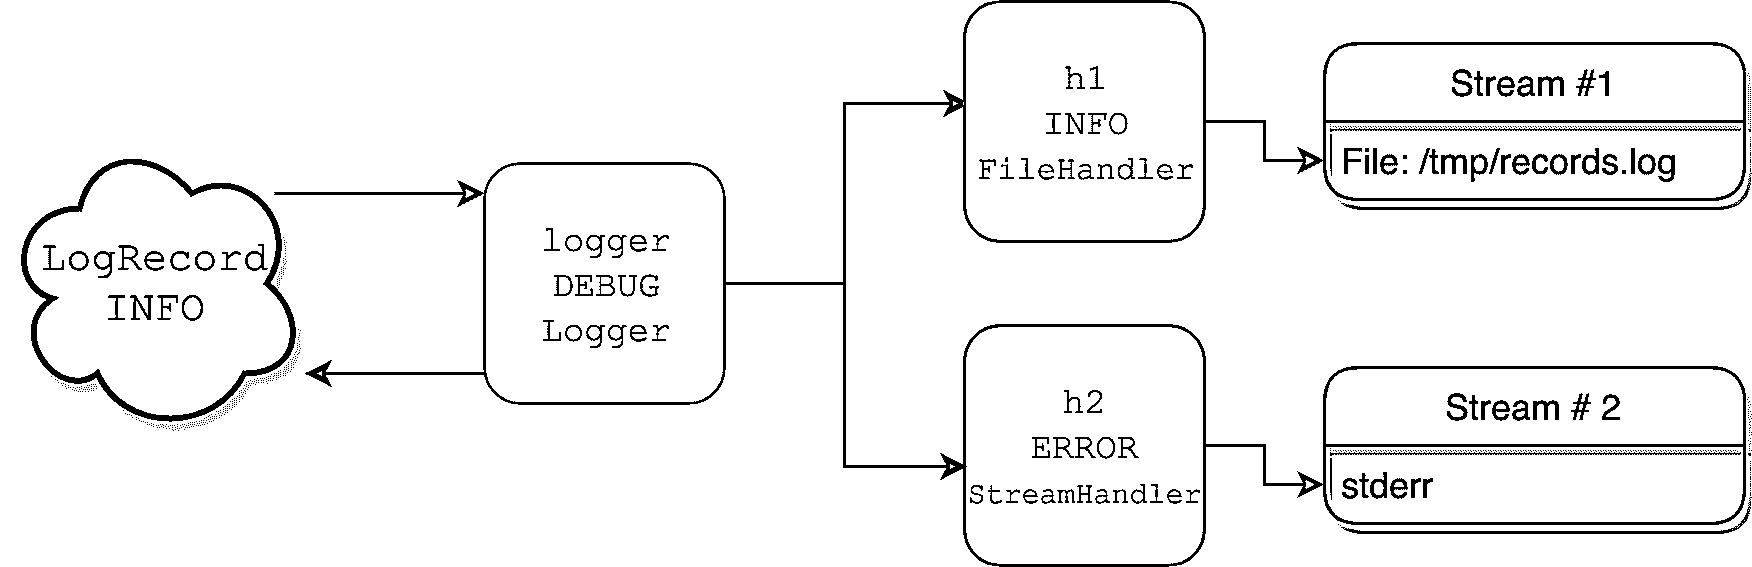 LogRecord
INFO
logger
DEBUG
Logger
h1
INFO
FileHandler
Stream #1
File: /tmp/records.log
h2
ERROR
StreamHandler
Stream # 2
stderr